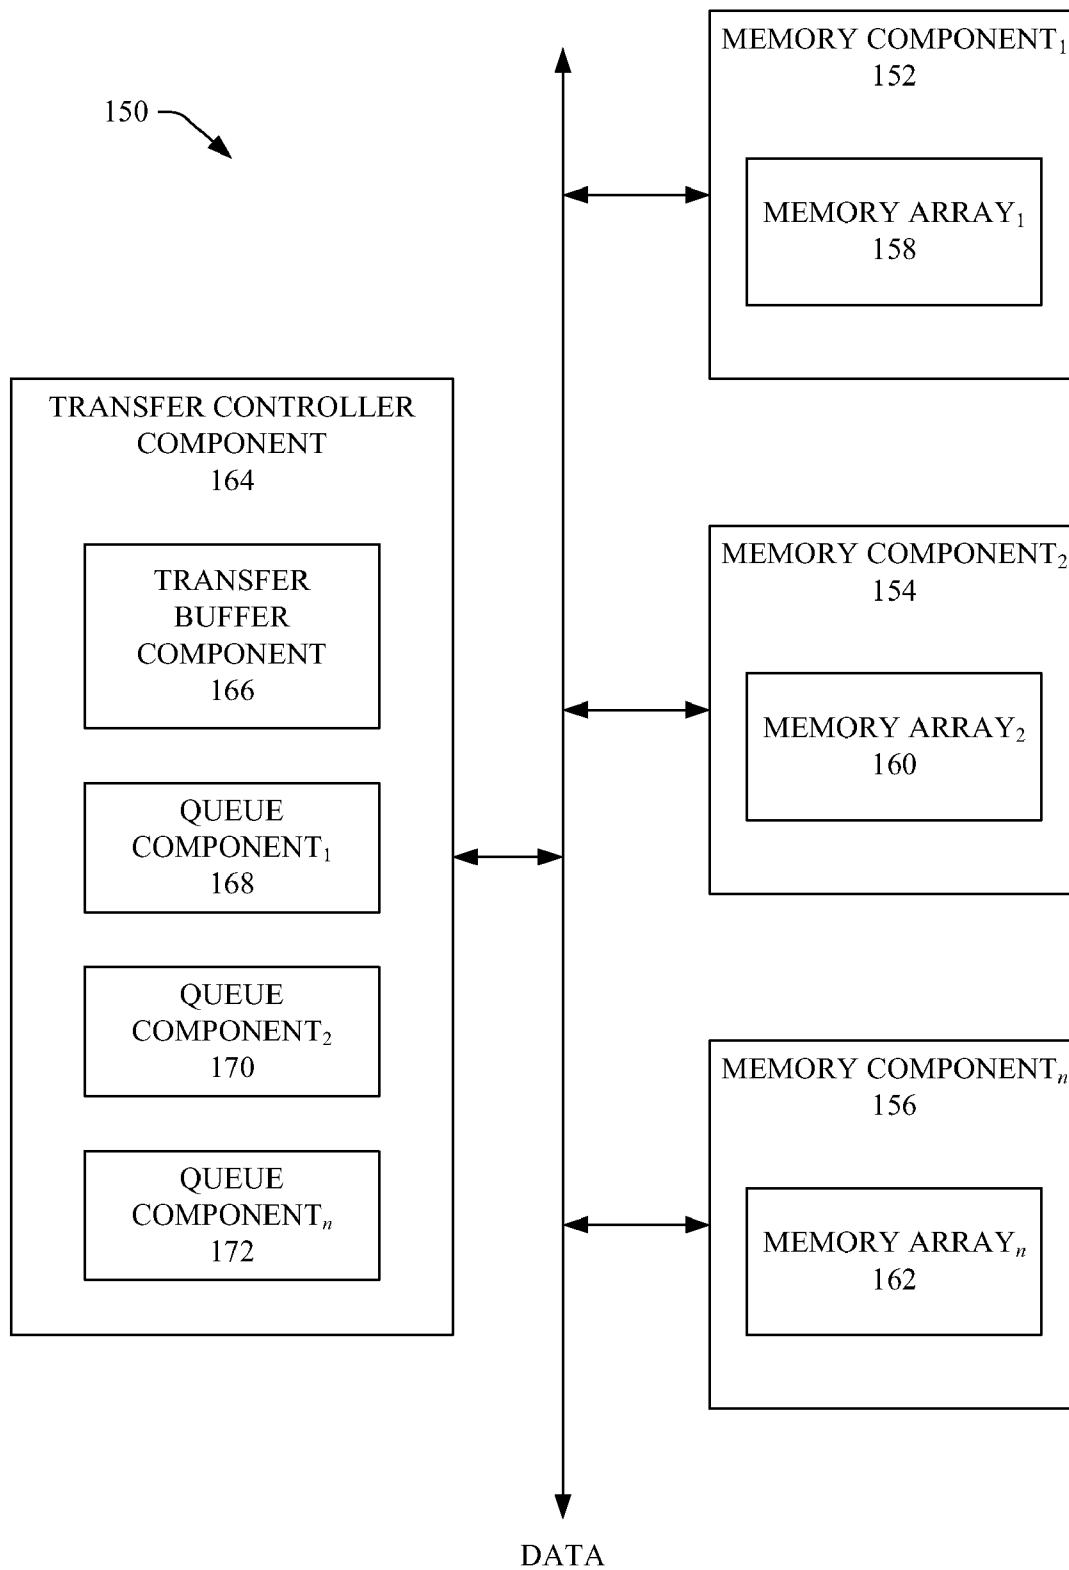 150
MEMORY COMPONENT₁
152
MEMORY ARRAY₁
158
TRANSFER CONTROLLER
COMPONENT
164
TRANSFER
BUFFER
COMPONENT
166
QUEUE
COMPONENT₁
168
QUEUE
COMPONENT₂
170
QUEUE
COMPONENTₙ
172
MEMORY COMPONENT₂
154
MEMORY ARRAY₂
160
MEMORY COMPONENTₙ
156
MEMORY ARRAYₙ
162
DATA